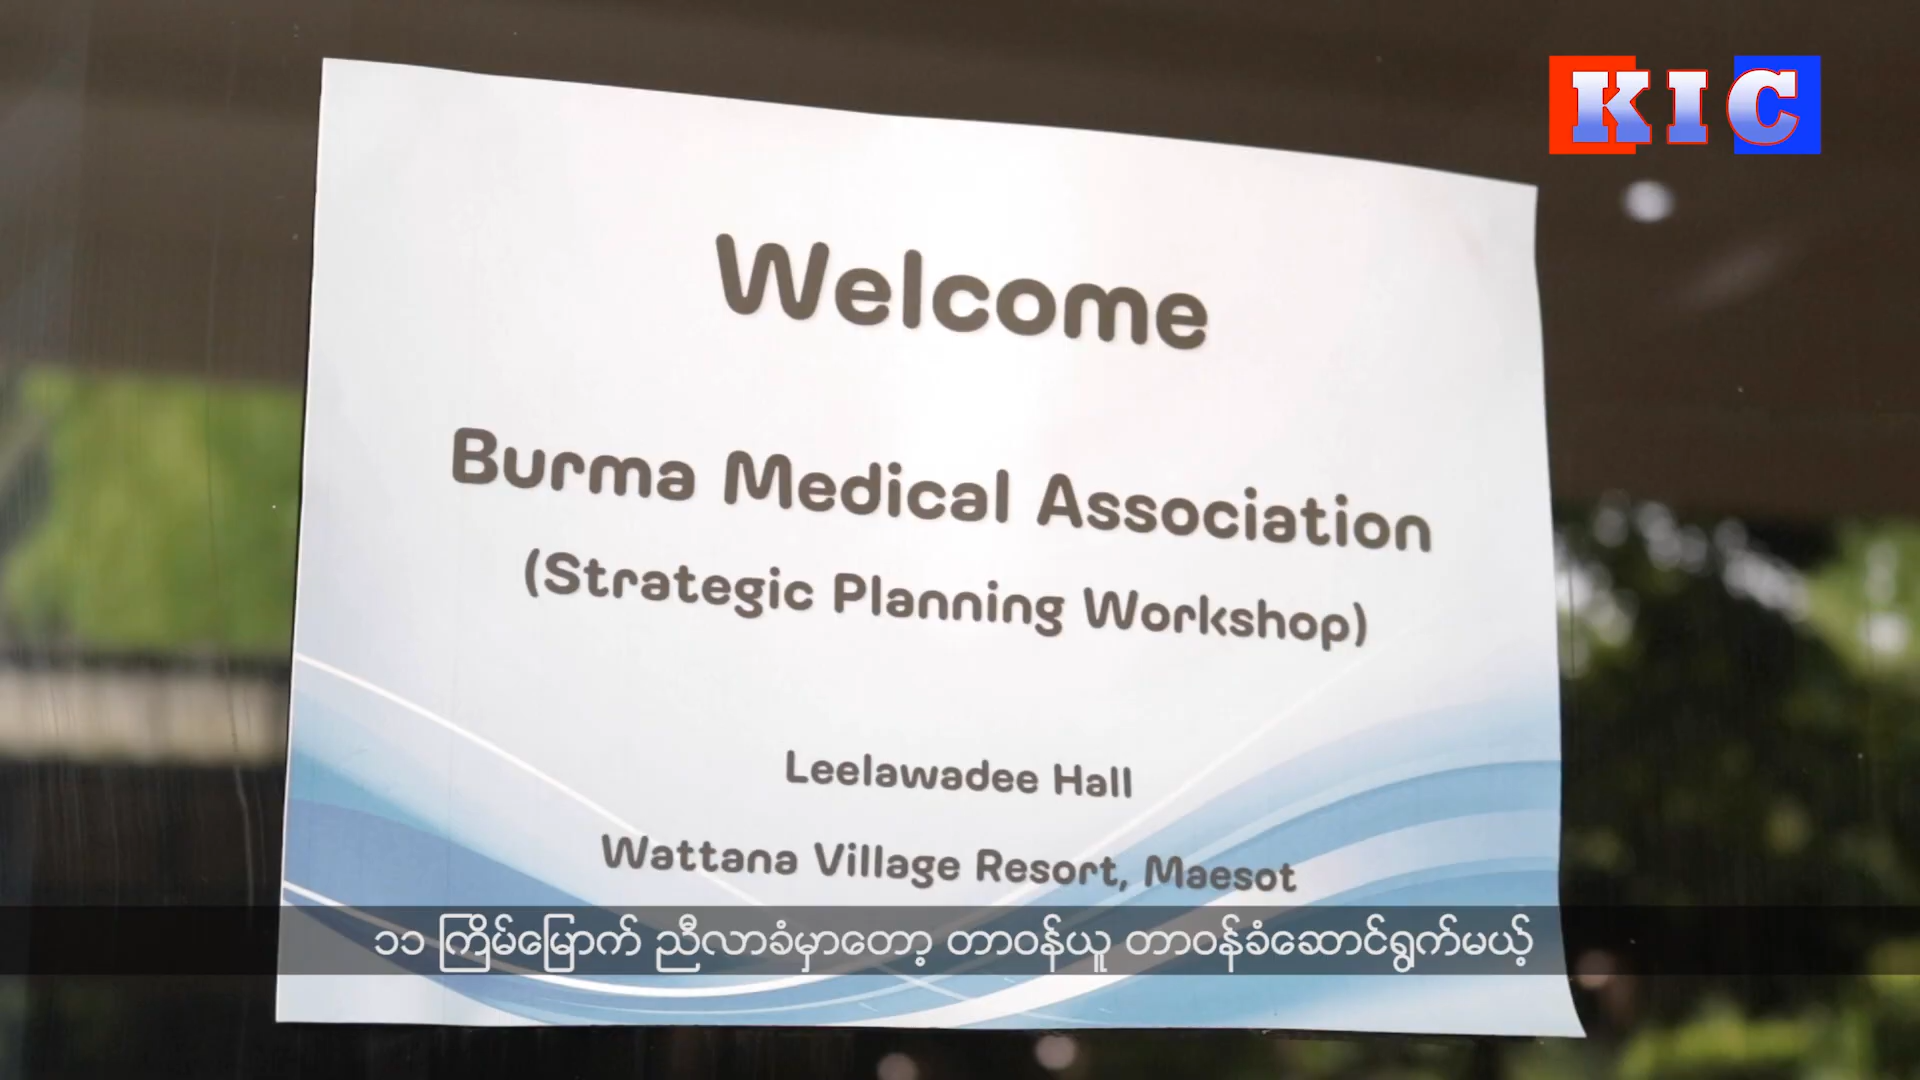 KIC
Welcome
Burma Medical Association
(Strategic Planning Workshop)
Leelawadee Hall
Wattana Village Resort, Maesot
၁၁ ကြိမ်မြောက် ညီလာခံမှာတော့ တာဝန်ယူ တာဝန်ခံဆောင်ရွက်မယ့်